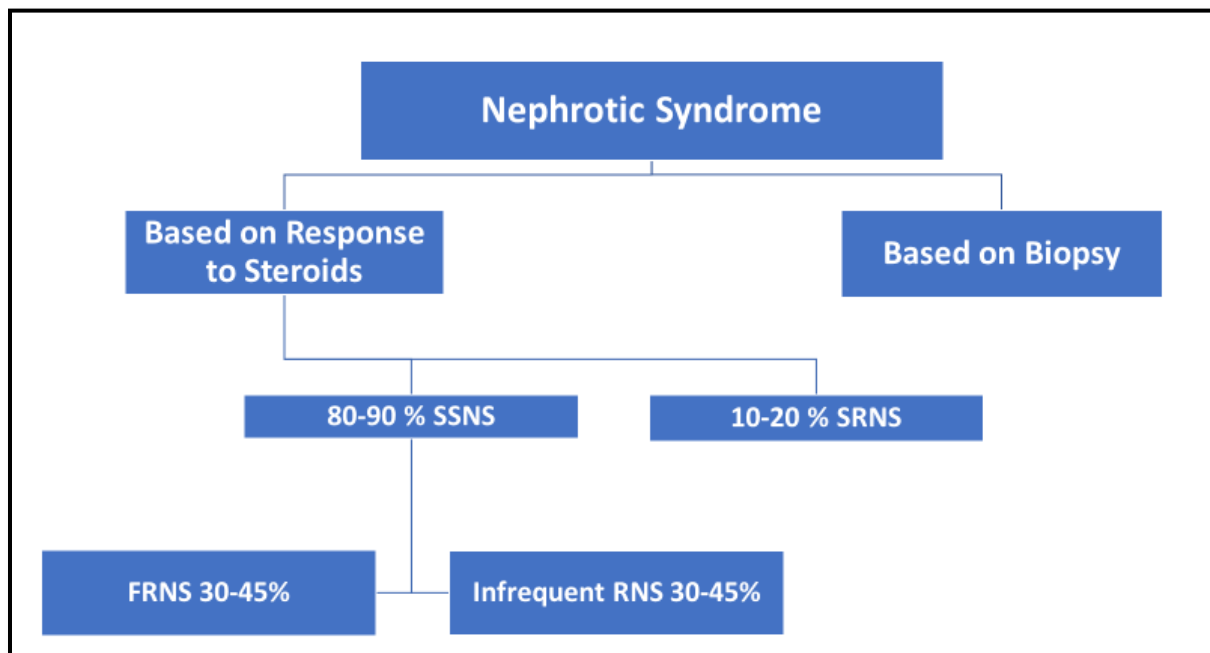 Nephrotic Syndrome
Based on Response
to Steroids
Based on Biopsy
80-90 % SSNS
10-20 % SRNS
FRNS 30-45%
Infrequent RNS 30-45%